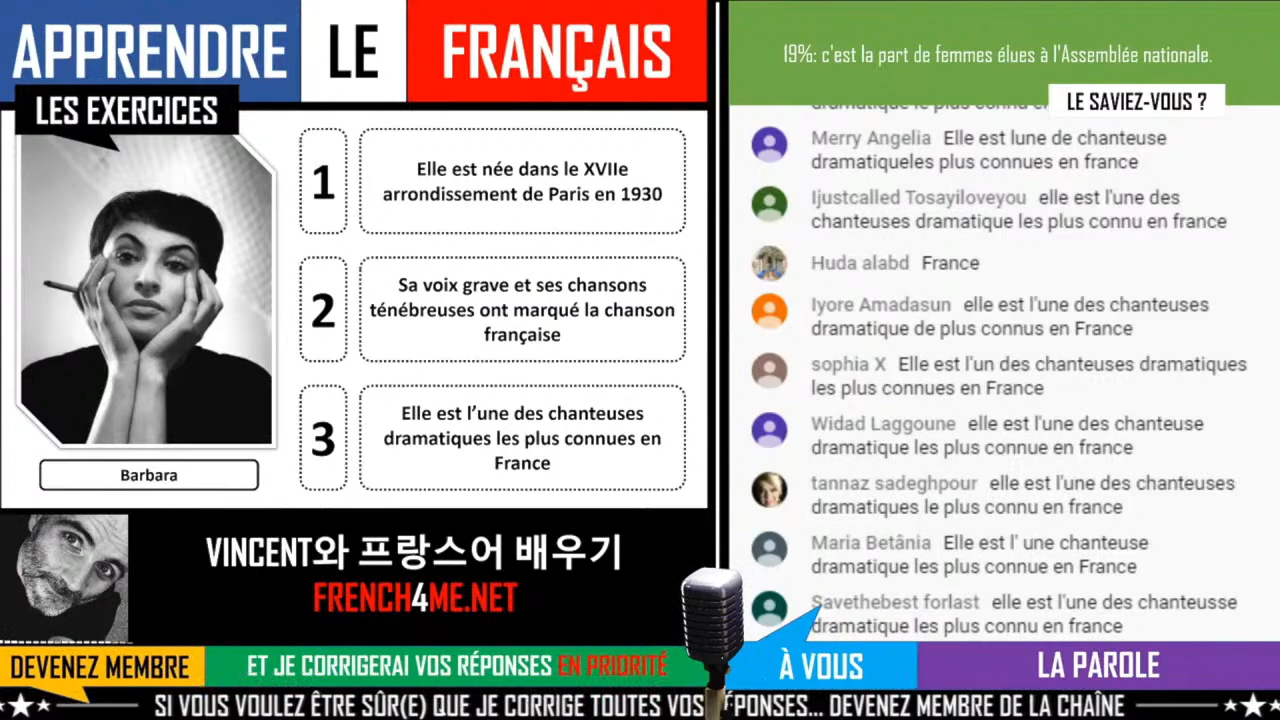 APPRENDRE LE FRANÇAIS
LES EXERCICES
1
Elle est née dans le XVIIe
arrondissement de Paris en 1930
2
Sa voix grave et ses chansons
ténébreuses ont marqué la chanson
française
3
Elle est l’une des chanteuses
dramatiques les plus connues en
France
Barbara
VINCENT와 프랑스어 배우기
FRENCH4ME.NET
DEVENEZ MEMBRE
ET JE CORRIGERAI VOS RÉPONSES EN PRIORITÉ
19%: c'est la part de femmes élues à l'Assemblée nationale.
LE SAVIEZ-VOUS ?
dramatique le plus connu
Merry Angelia Elle est lune de chanteuse
dramatiqueles plus connues en france
Ijustcalled Tosayiloveyou elle est l'une des
chanteuses dramatique les plus connu en france
Huda alabd France
Iyore Amadasun elle est l'une des chanteuses
dramatique de plus connus en France
sophia X Elle est l'un des chanteuses dramatiques
les plus connues en France
Widad Laggoune elle est l'une des chanteuse
dramatique les plus connue en france
tannaz sadeghpour elle est l'une des chanteuses
dramatiques le plus connu en france
Maria Betânia Elle est l' une chanteuse
dramatique les plus connue en France
Savethebest forlast elle est l'une des chanteusse
dramatique les plus connu en france
À VOUS
LA PAROLE
SI VOUS VOULEZ ÊTRE SÛR(E) QUE JE CORRIGE TOUTES VOS RÉPONSES... DEVENEZ MEMBRE DE LA CHAÎNE